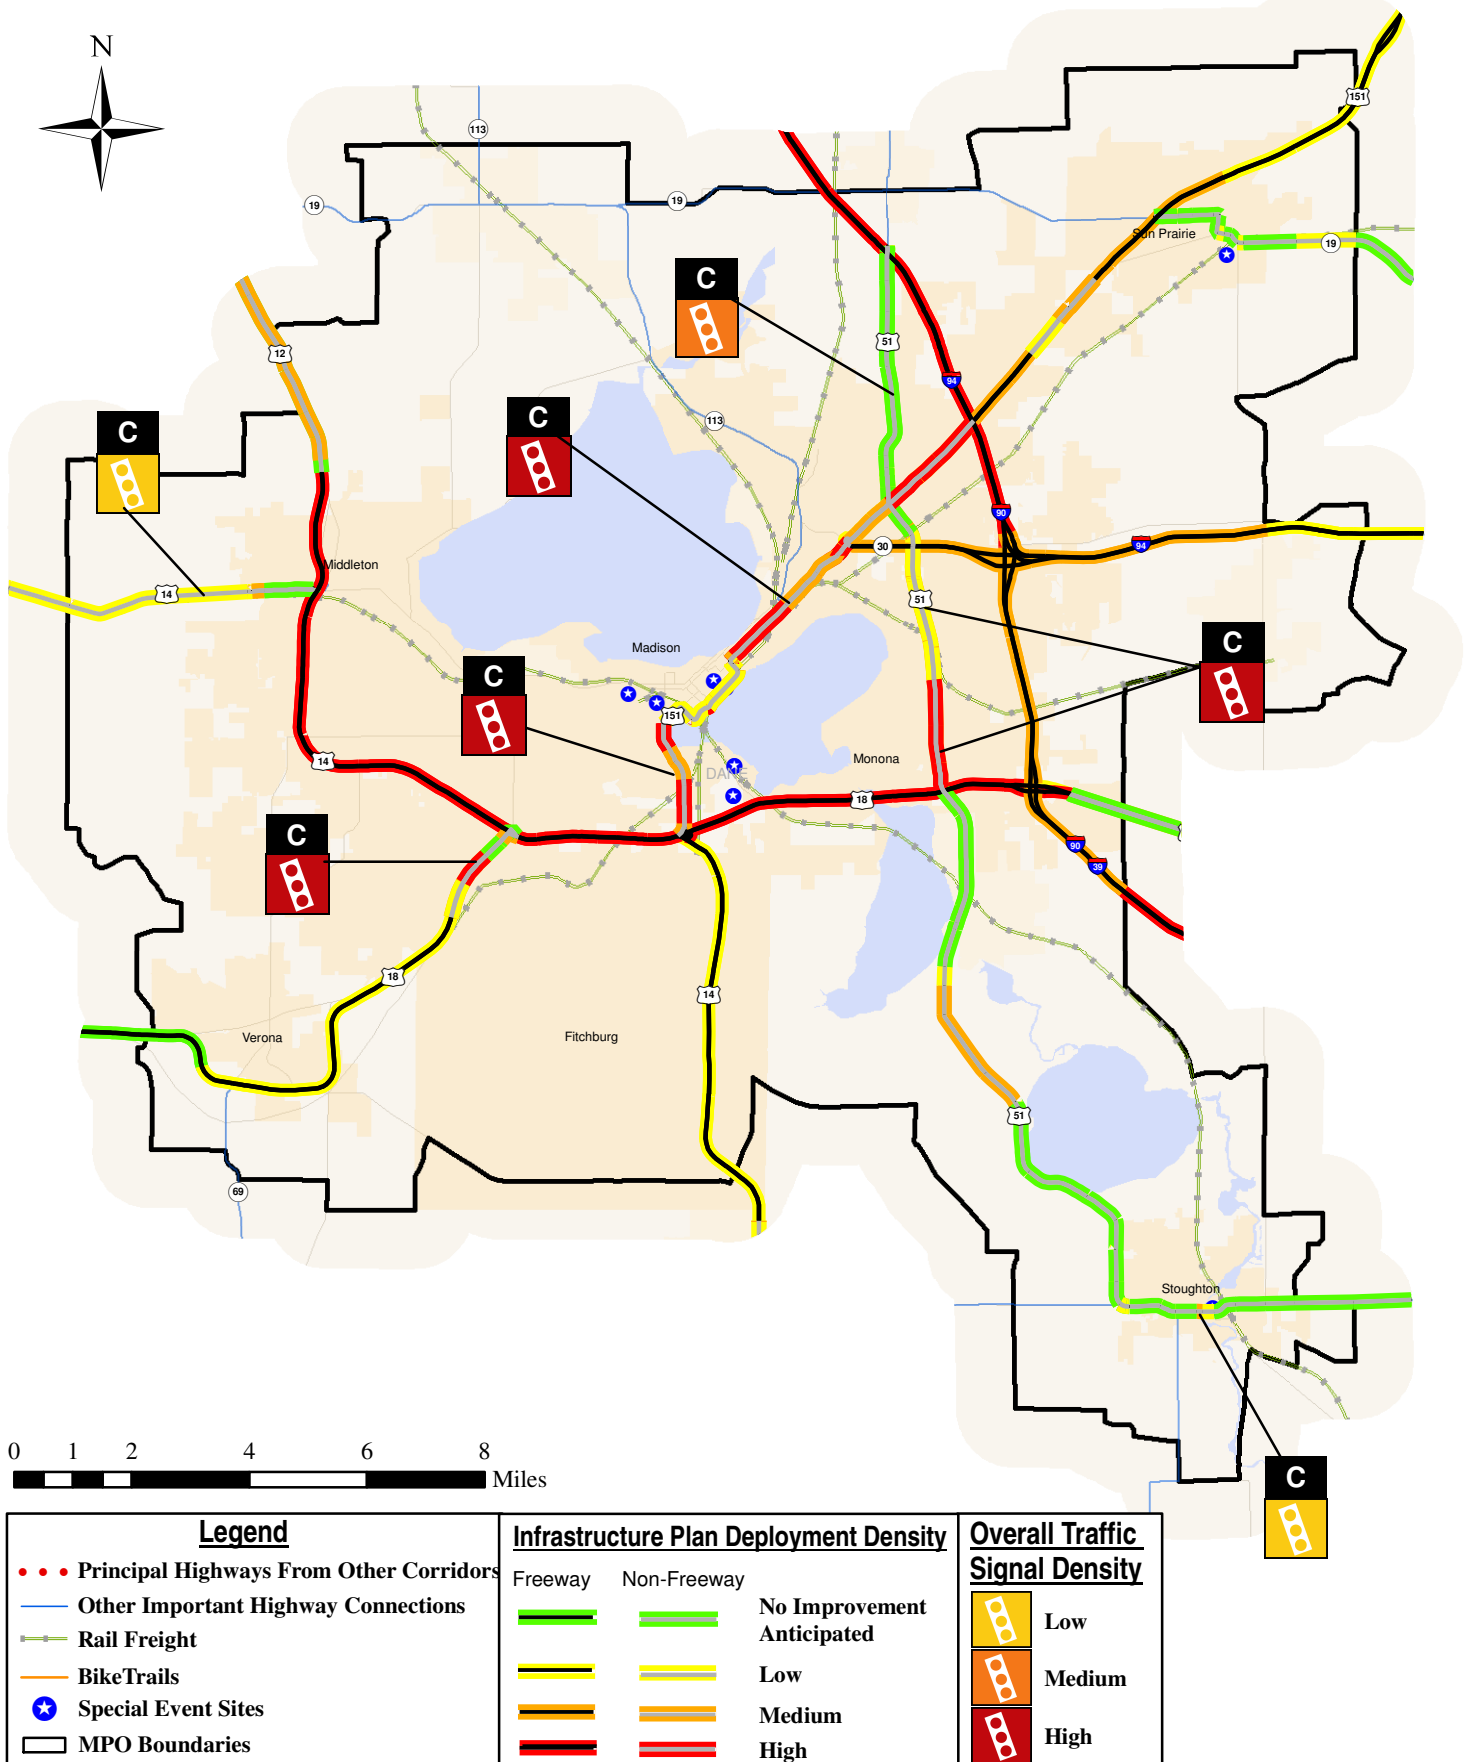 N
113
151
19
19
Sun Prairie
19
C
51
12
94
C
C
113
90
30
94
Middleton
14
51
Madison
C
C
151
Monona
DANE
14
18
C
90
39
18
14
Verona
Fitchburg
51
69
Stoughton
0 1 2 4 6 8
Miles
C
Legend
Principal Highways From Other Corridors
Other Important Highway Connections
Rail Freight
BikeTrails
Special Event Sites
MPO Boundaries
Infrastructure Plan Deployment Density
Freeway Non-Freeway
No Improvement
Anticipated
Low
Medium
High
Overall Traffic
Signal Density
Low
Medium
High